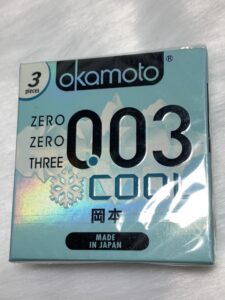 3
pieces
okamoto®
ZERO
ZERO
THREE
0.03
COOL
岡本
MADE
IN JAPAN